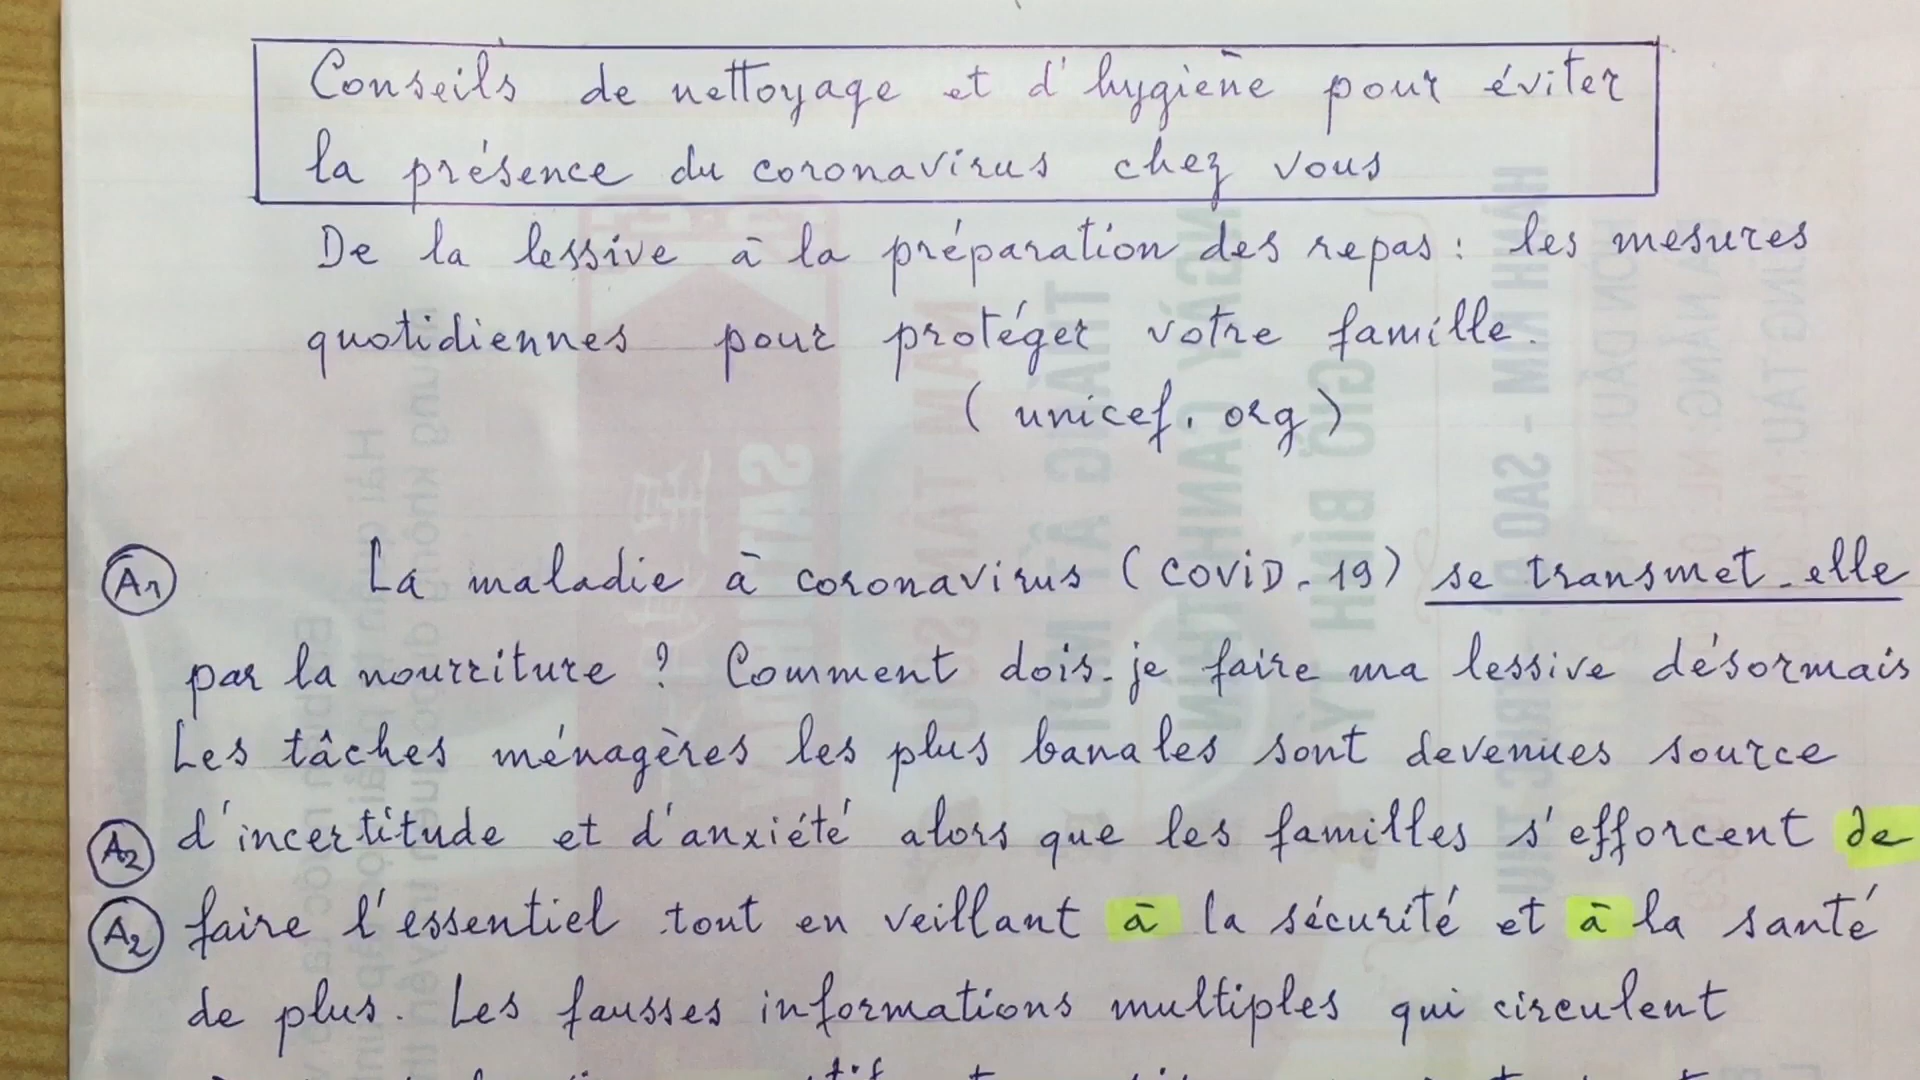 Conseils de nettoyage et d'hygiène pour éviter
la présence du coronavirus chez vous
De la lessive à la préparation des repas : les mesures
quotidiennes pour protéger votre famille.
( unicef. org )
A1 La maladie à coronavirus ( COVID-19 ) se transmet-elle
par la nourriture ? Comment dois-je faire ma lessive désormais
Les tâches ménagères les plus banales sont devenues source
A2 d'incertitude et d'anxiété alors que les familles s'efforcent de
A2 faire l'essentiel tout en veillant à la sécurité et à la santé
de plus. Les fausses informations multiples qui circulent